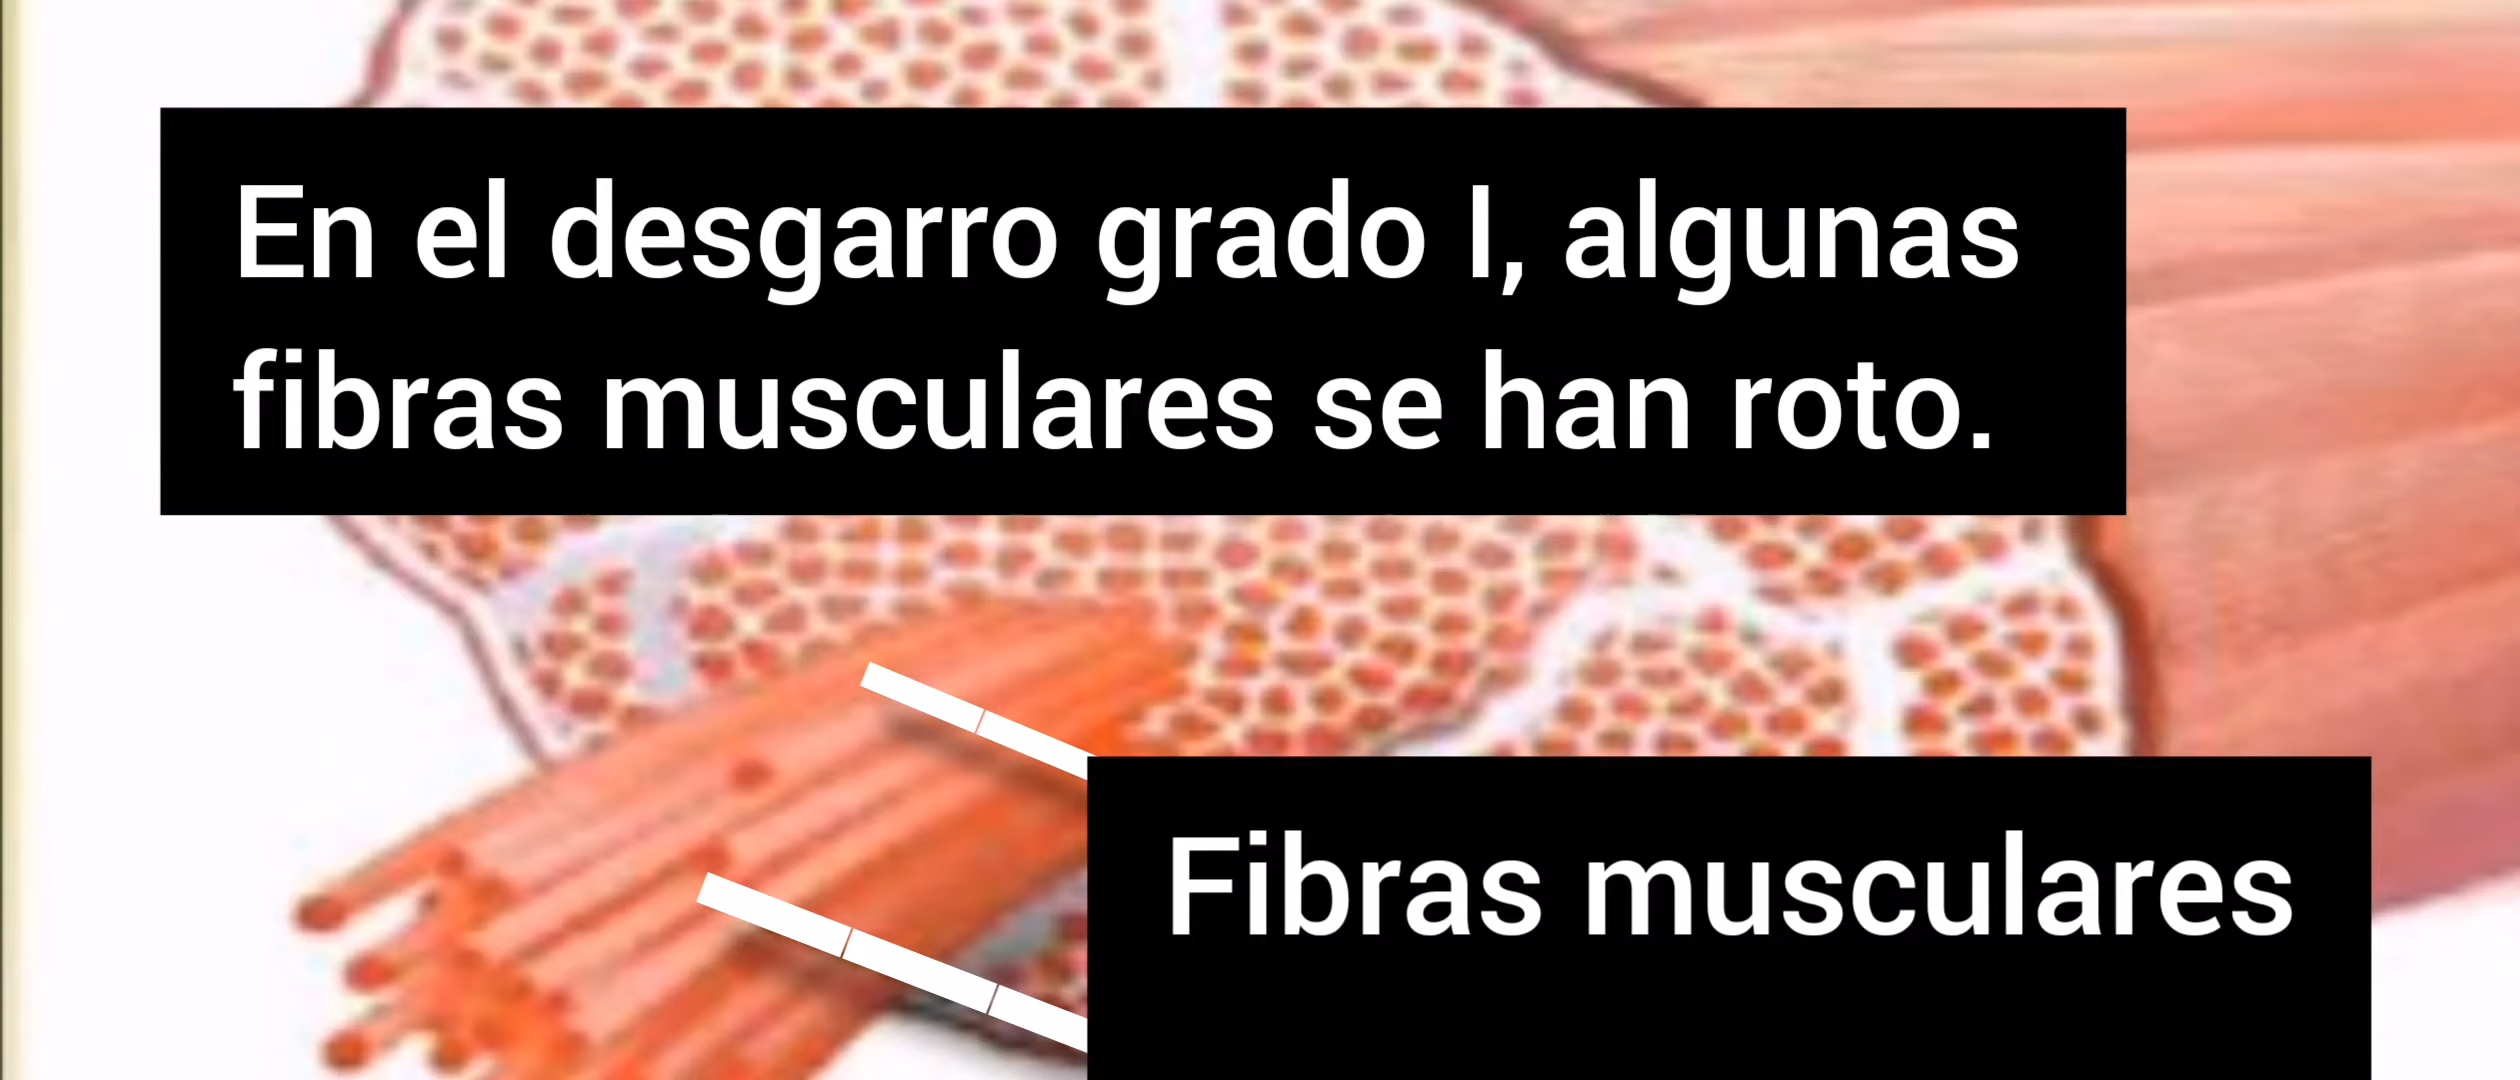 En el desgarro grado I, algunas
fibras musculares se han roto.
Fibras musculares